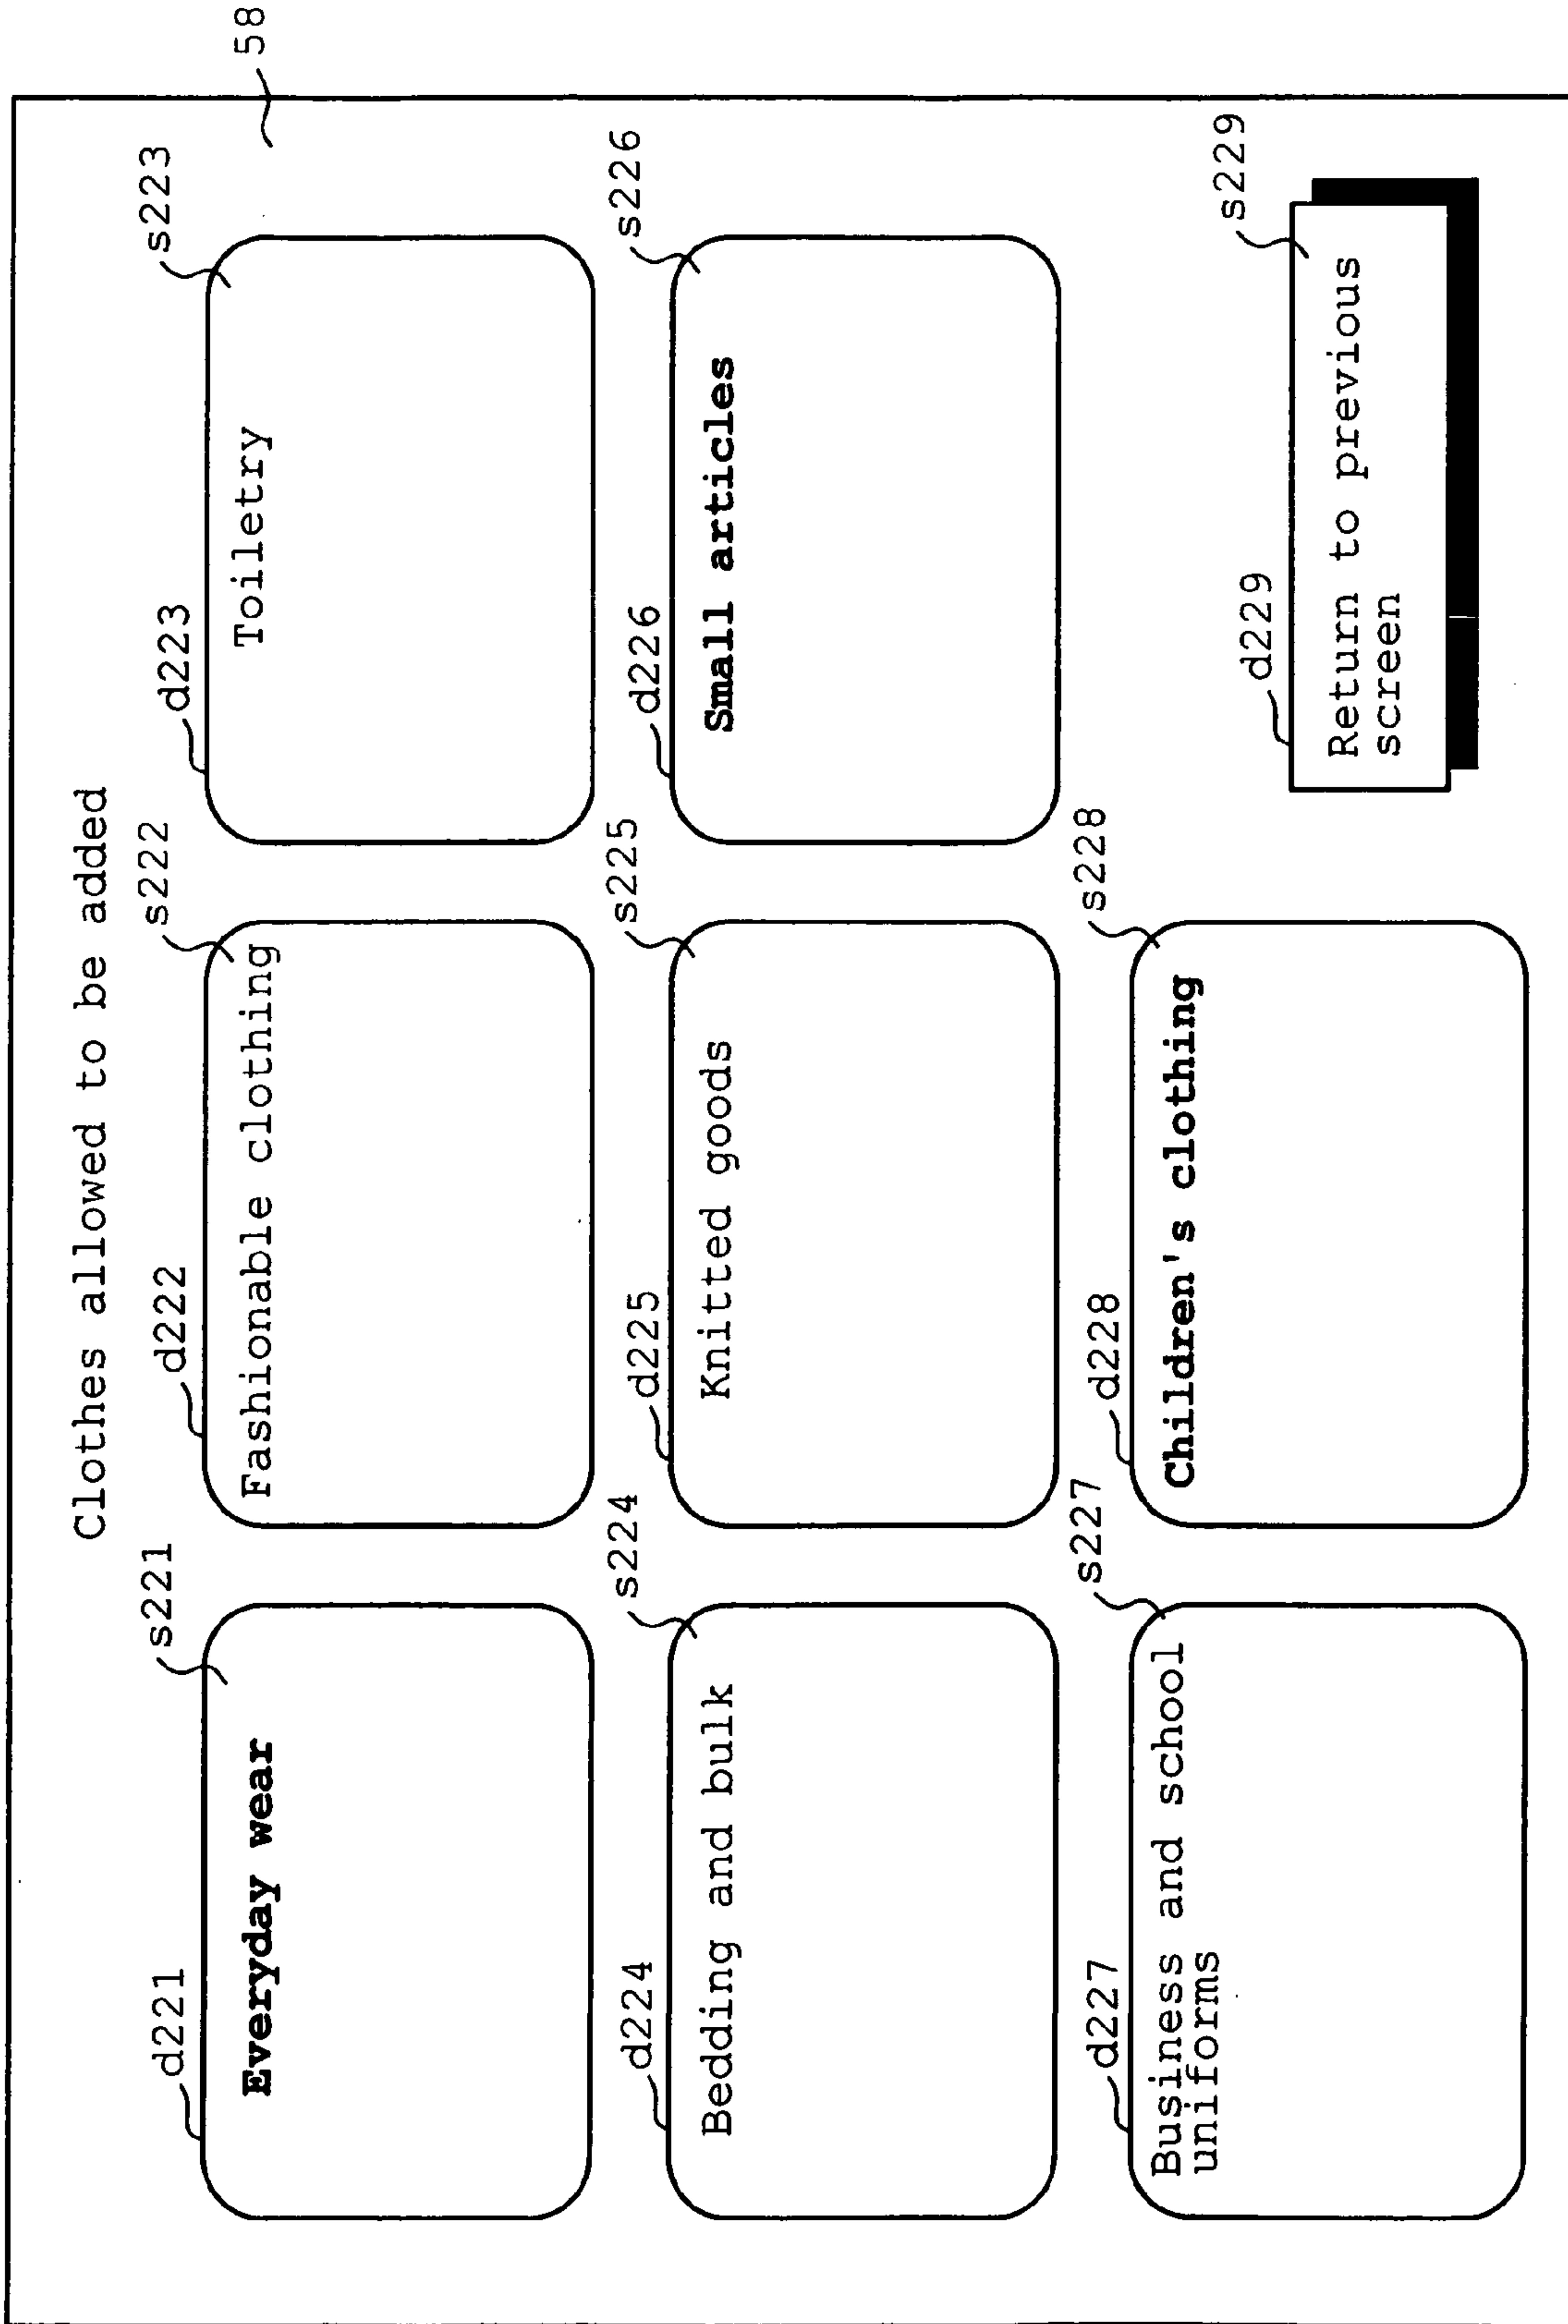 Clothes allowed to be added
58
d221
s221
Everyday wear
d222
s222
Fashionable clothing
d223
s223
Toiletry
d224
s224
Bedding and bulk
d225
s225
Knitted goods
d226
s226
Small articles
d227
s227
Business and school
uniforms
d228
s228
Children's clothing
d229
s229
Return to previous
screen